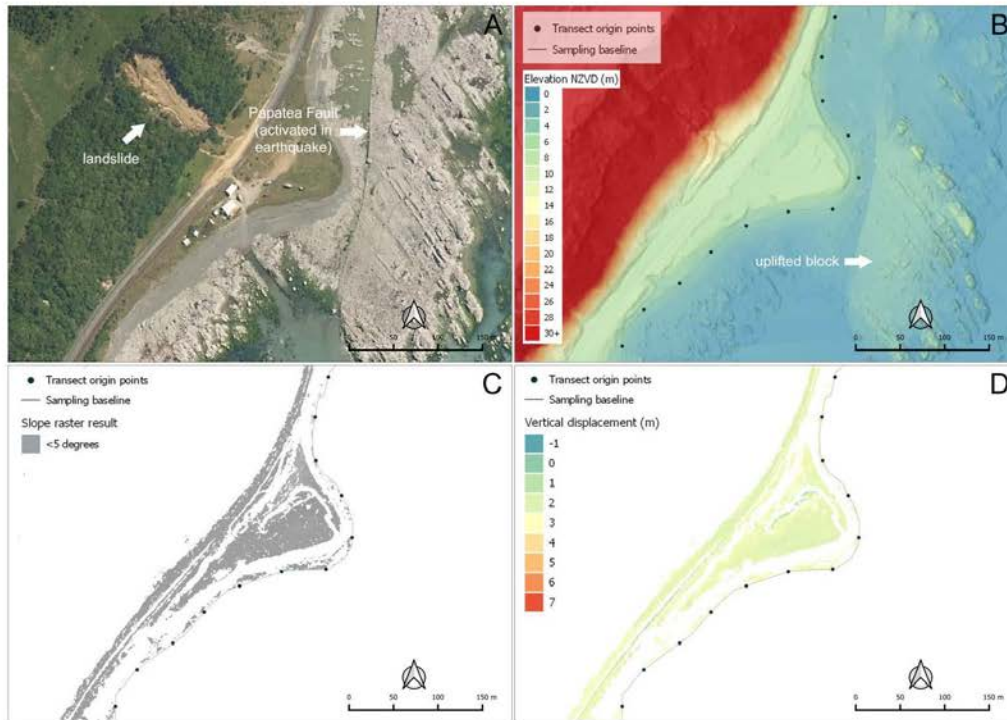 A
landslide
Papatea Fault
(activated in
earthquake)
0 50 100 150 m
B
Transect origin points
Sampling baseline
Elevation NZVD (m)
0
2
4
6
8
10
12
14
16
18
20
22
24
26
28
30+
uplifted block
0 50 100 150 m
C
Transect origin points
Sampling baseline
Slope raster result
<5 degrees
0 50 100 150 m
D
Transect origin points
Sampling baseline
Vertical displacement (m)
-1
0
1
2
3
4
5
6
7
0 50 100 150 m